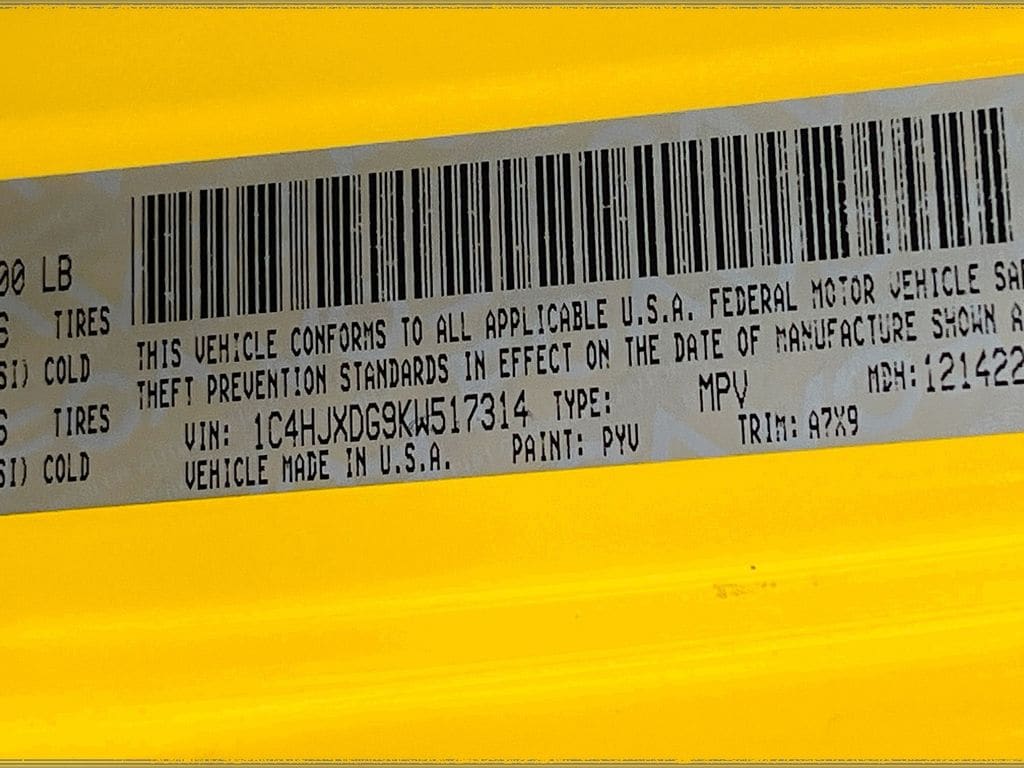 00 LB
S TIRES
SI) COLD
S TIRES
SI) COLD
THIS VEHICLE CONFORMS TO ALL APPLICABLE U.S.A. FEDERAL MOTOR VEHICLE SAF
THEFT PREVENTION STANDARDS IN EFFECT ON THE DATE OF MANUFACTURE SHOWN A
VIN: 1C4HJXDG9KW517314 TYPE: MPV MDH: 121422
VEHICLE MADE IN U.S.A. PAINT: PYV TRIM: A7X9